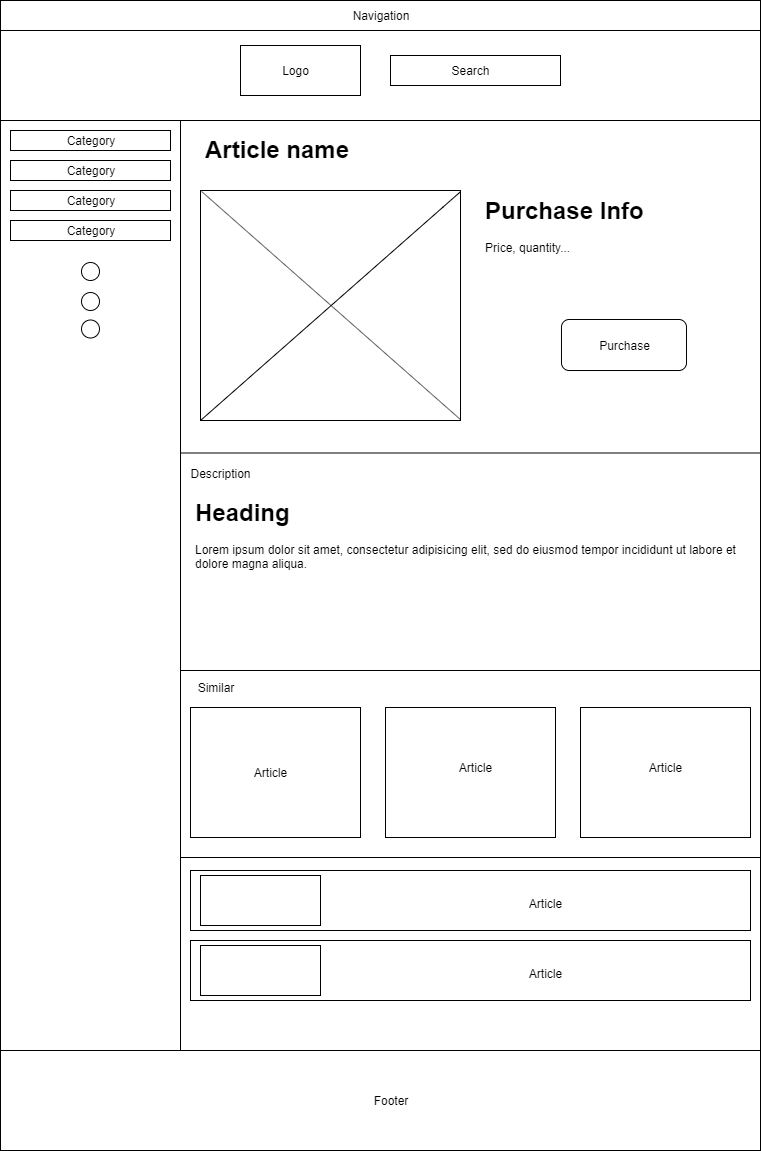 Navigation
Logo
Search
Category
Category
Category
Category
Article name
Purchase Info
Price, quantity...
Purchase
Description
Heading
Lorem ipsum dolor sit amet, consectetur adipisicing elit, sed do eiusmod tempor incididunt ut labore et
dolore magna aliqua.
Similar
Article
Article
Article
Article
Article
Footer